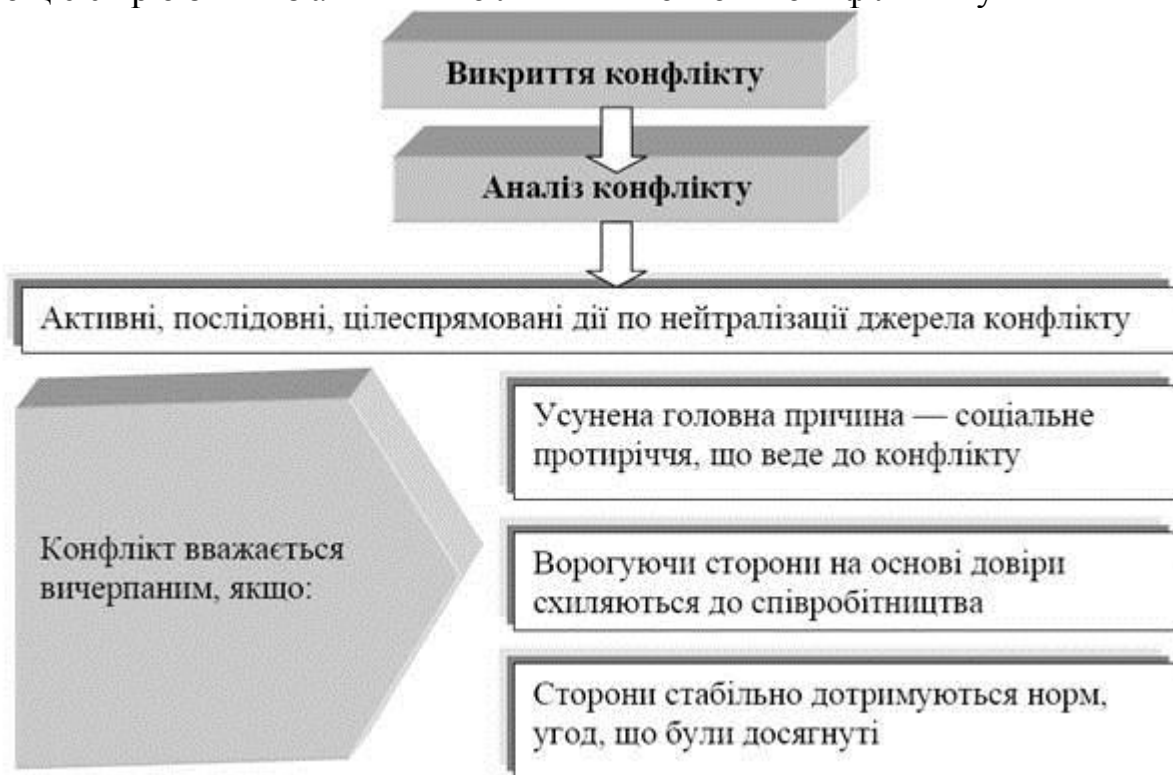 Викриття конфлікту
Аналіз конфлікту
Активні, послідовні, цілеспрямовані дії по нейтралізації джерела конфлікту
Конфлікт вважається
вичерпаним, якщо:
Усунена головна причина — соціальне
протиріччя, що веде до конфлікту
Ворогуючи сторони на основі довіри
схиляються до співробітництва
Сторони стабільно дотримуються норм,
угод, що були досягнуті